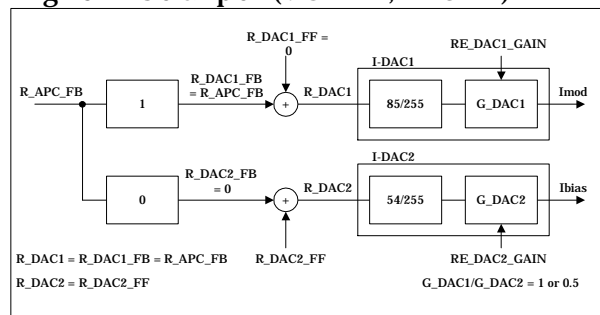 R_DAC1_FF =
0
RE_DAC1_GAIN
I-DAC1
R_APC_FB
1
R_DAC1_FB
= R_APC_FB
+
R_DAC1
85/255
G_DAC1
Imod
I-DAC2
0
R_DAC2_FB
= 0
+
R_DAC2
54/255
G_DAC2
Ibias
R_DAC1 = R_DAC1_FB = R_APC_FB
R_DAC2_FF
RE_DAC2_GAIN
R_DAC2 = R_DAC2_FF
G_DAC1/G_DAC2 = 1 or 0.5